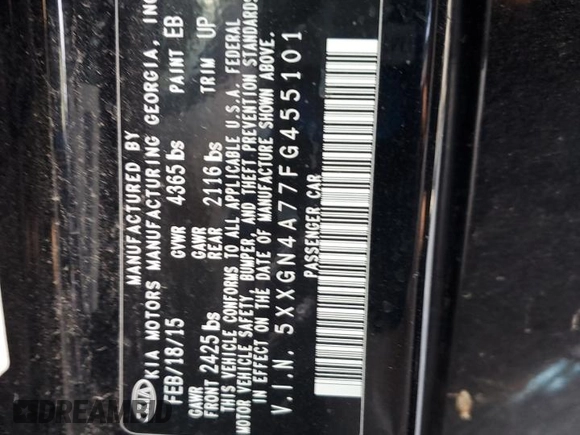 MANUFACTURED BY
KIA KIA MOTORS MANUFACTURING GEORGIA, INC
FEB/18/15 GVWR 4365 lbs PAINT EB
GAWR FRONT 2425 lbs GAWR REAR 2116 lbs TRIM UP
THIS VEHICLE CONFORMS TO ALL APPLICABLE U.S.A. FEDERAL
MOTOR VEHICLE SAFETY, BUMPER, AND THEFT PREVENTION STANDARDS
IN EFFECT ON THE DATE OF MANUFACTURE SHOWN ABOVE.
V.I.N. 5XXGN4A77FG455101
PASSENGER CAR
DREAMBID